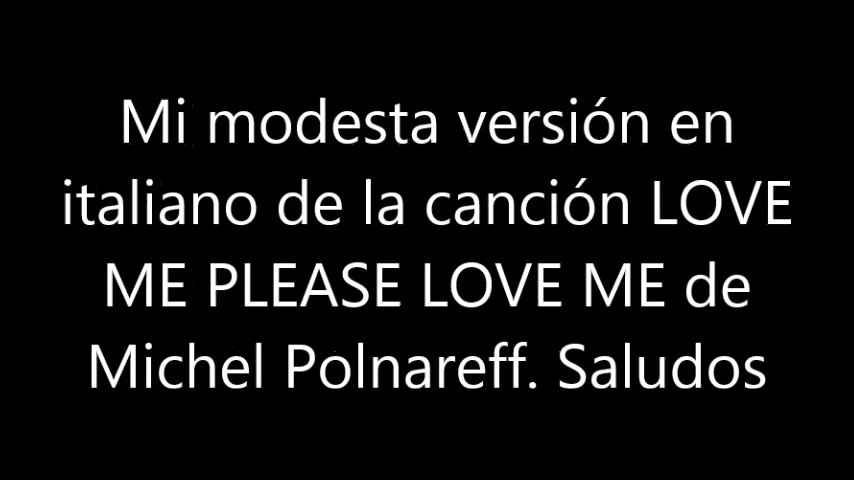 Mi modesta versión en
italiano de la canción LOVE
ME PLEASE LOVE ME de
Michel Polnareff. Saludos